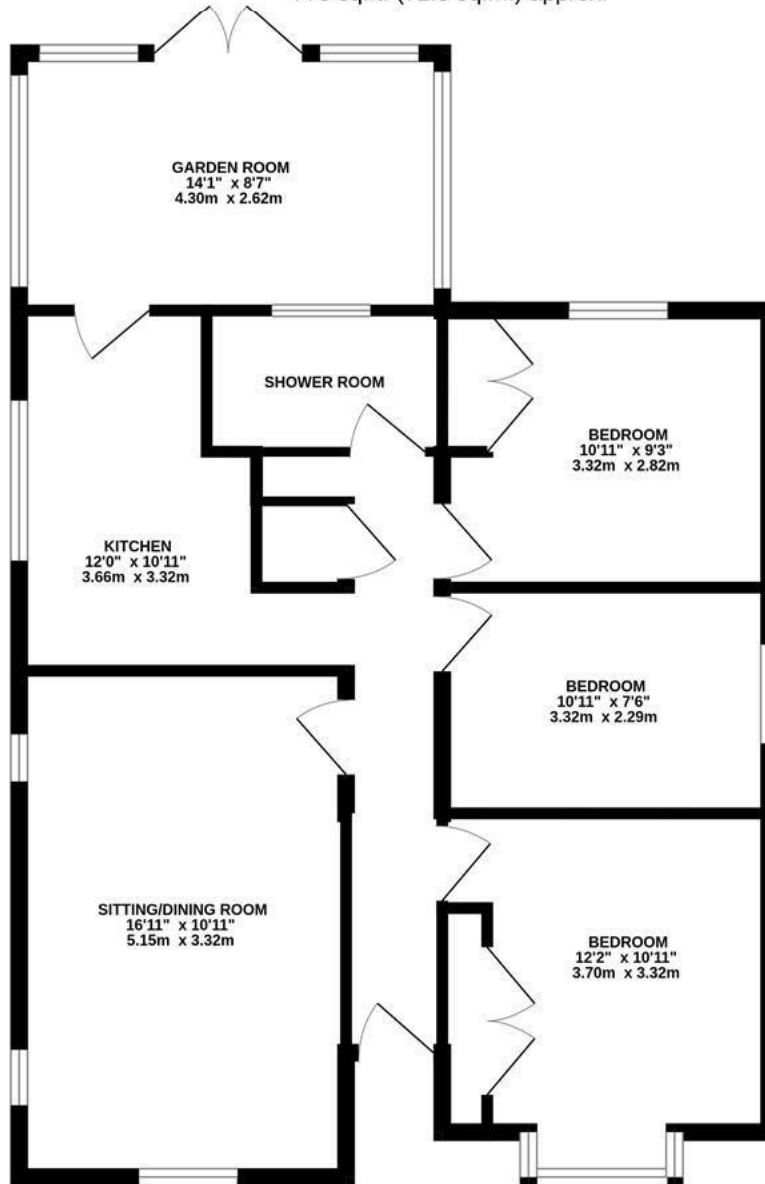 GARDEN ROOM
14'1" x 8'7"
4.30m x 2.62m
SHOWER ROOM
BEDROOM
10'11" x 9'3"
3.32m x 2.82m
KITCHEN
12'0" x 10'11"
3.66m x 3.32m
BEDROOM
10'11" x 7'6"
3.32m x 2.29m
SITTING/DINING ROOM
16'11" x 10'11"
5.15m x 3.32m
BEDROOM
12'2" x 10'11"
3.70m x 3.32m